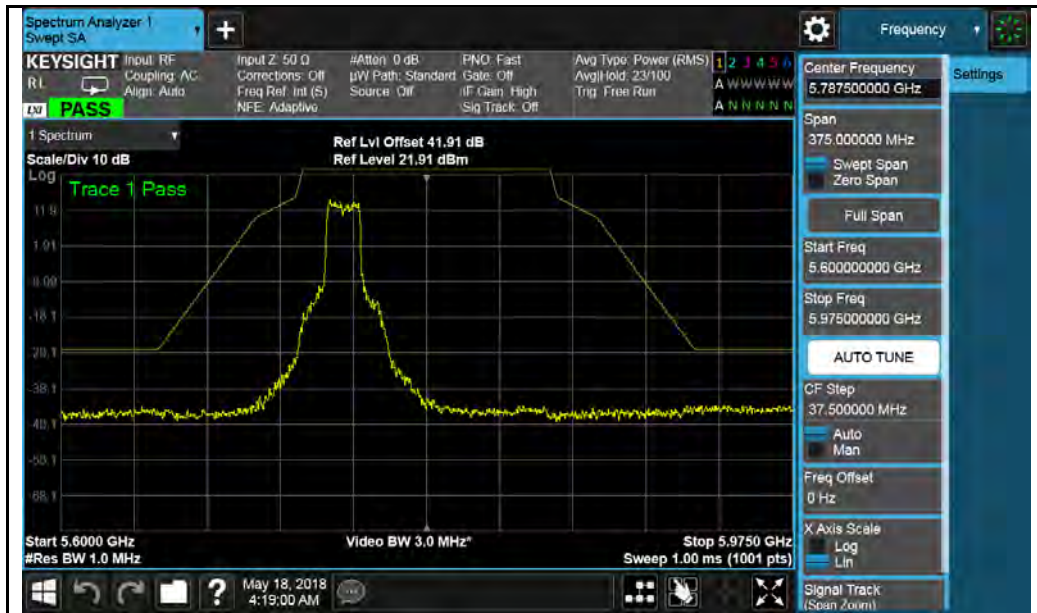 Spectrum Analyzer 1
Swept SA
+
Frequency
KEYSIGHT
RL
LXI
PASS
Input: RF
Coupling: AC
Align: Auto
Input Z: 50 Ω
Corrections: Off
Freq Ref: Int (S)
NFE: Adaptive
#Atten: 0 dB
µW Path: Standard
Source: Off
PNO: Fast
Gate: Off
IF Gain: High
Sig Track: Off
Avg Type: Power (RMS)
Avg|Hold: 23/100
Trig: Free Run
1 2 3 4 5 6
A W W W W W
A N N N N N
Center Frequency
5.787500000 GHz
Settings
Span
375.000000 MHz
Swept Span
Zero Span
Full Span
Start Freq
5.600000000 GHz
Stop Freq
5.975000000 GHz
AUTO TUNE
CF Step
37.500000 MHz
Auto
Man
Freq Offset
0 Hz
X Axis Scale
Log
Lin
Signal Track
(Span Zoom)
1 Spectrum
Scale/Div 10 dB
Ref Lvl Offset 41.91 dB
Ref Level 21.91 dBm
Log
Trace 1 Pass
11.9
1.91
-8.09
-18.1
-28.1
-38.1
-48.1
-58.1
-68.1
Start 5.6000 GHz
#Res BW 1.0 MHz
Video BW 3.0 MHz*
Stop 5.9750 GHz
Sweep 1.00 ms (1001 pts)
?
May 18, 2018
4:19:00 AM